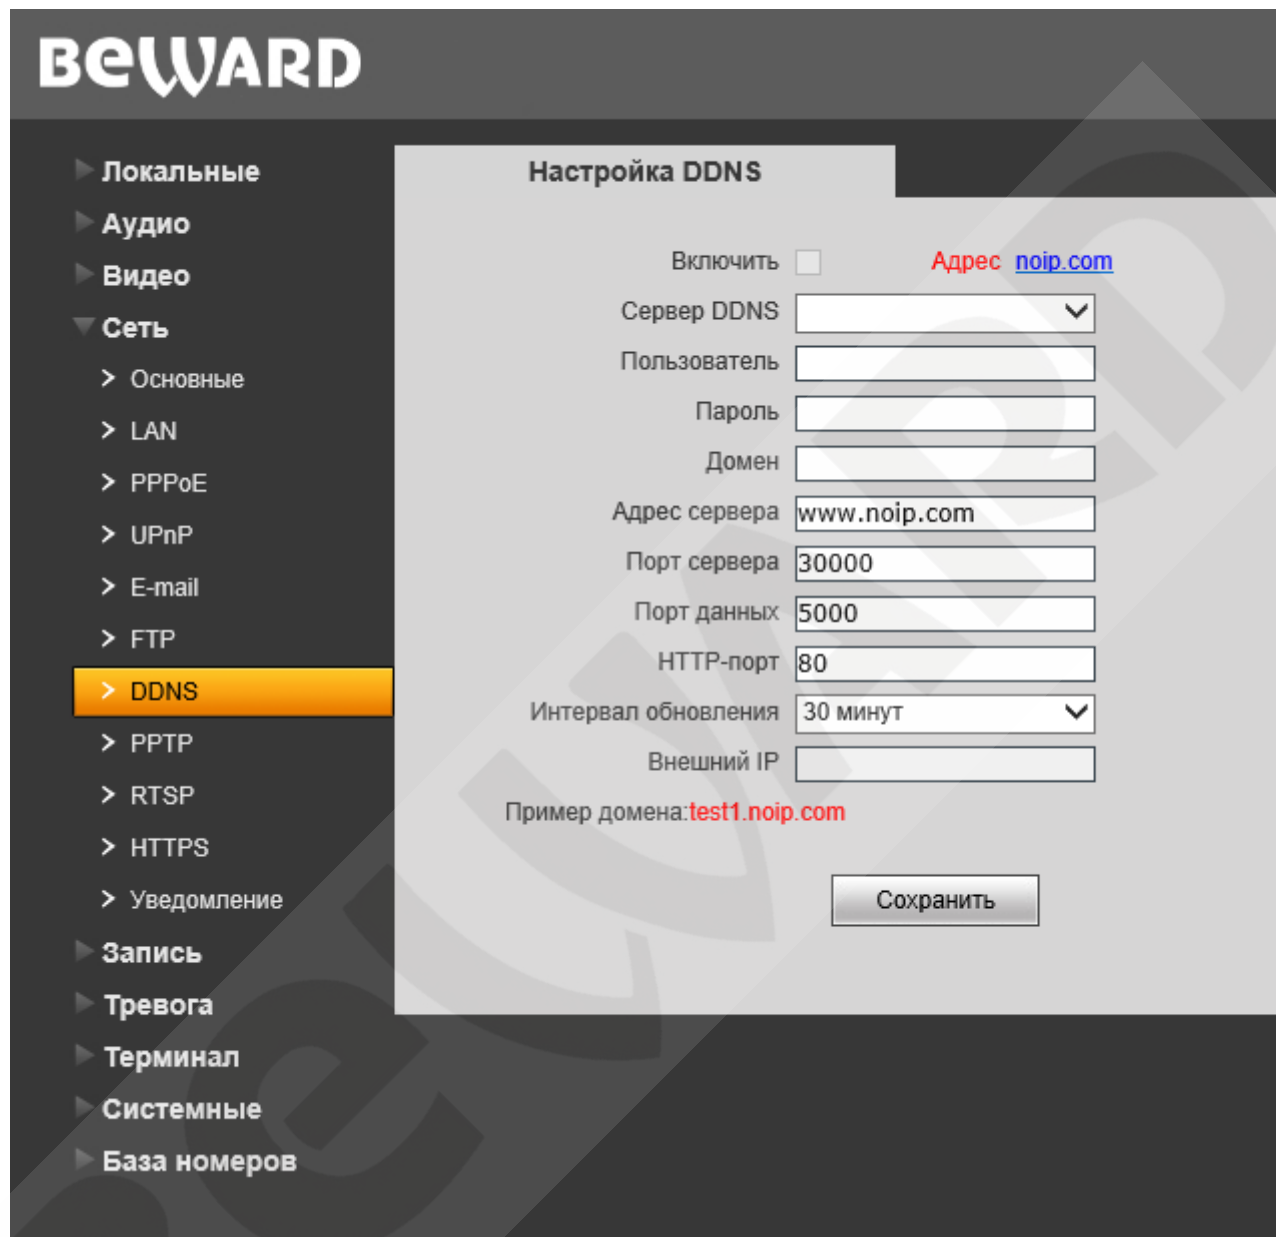 BEWARD
Локальные
Аудио
Видео
Сеть
Основные
LAN
PPPoE
UPnP
E-mail
FTP
DDNS
PPTP
RTSP
HTTPS
Уведомление
Запись
Тревога
Терминал
Системные
База номеров
Настройка DDNS
Включить Адрес noip.com
Сервер DDNS
Пользователь
Пароль
Домен
Адрес сервера www.noip.com
Порт сервера 30000
Порт данных 5000
HTTP-порт 80
Интервал обновления 30 минут
Внешний IP
Пример домена:test1.noip.com
Сохранить
BEWARD